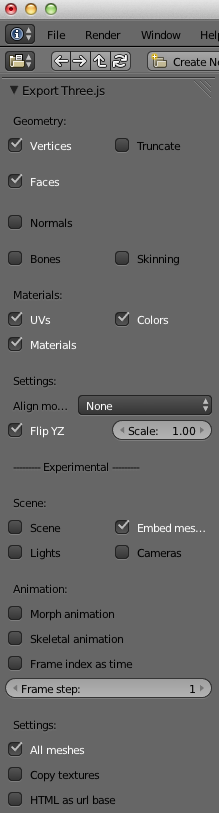 File Render Window He
Create Ne
Export Three.js
Geometry:
Vertices Truncate
Faces
Normals
Bones Skinning
Materials:
UVs Colors
Materials
Settings:
Align mo... None
Flip YZ Scale: 1.00
Experimental
Scene:
Scene Embed mes...
Lights Cameras
Animation:
Morph animation
Skeletal animation
Frame index as time
Frame step: 1
Settings:
All meshes
Copy textures
HTML as url base